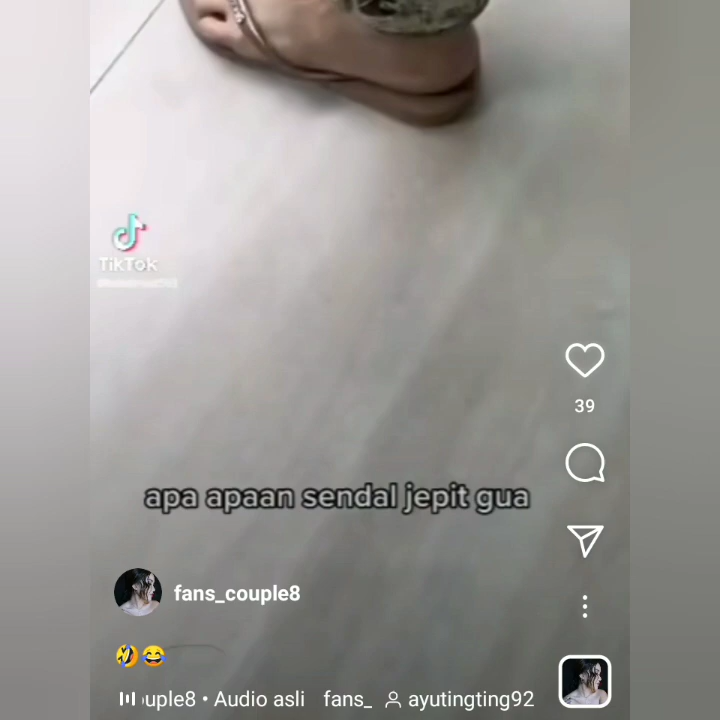 TikTok
39
apa apaan sendal jepit gua
fans_couple8
🤣😂
uple8 • Audio asli fans_ ayutingting92